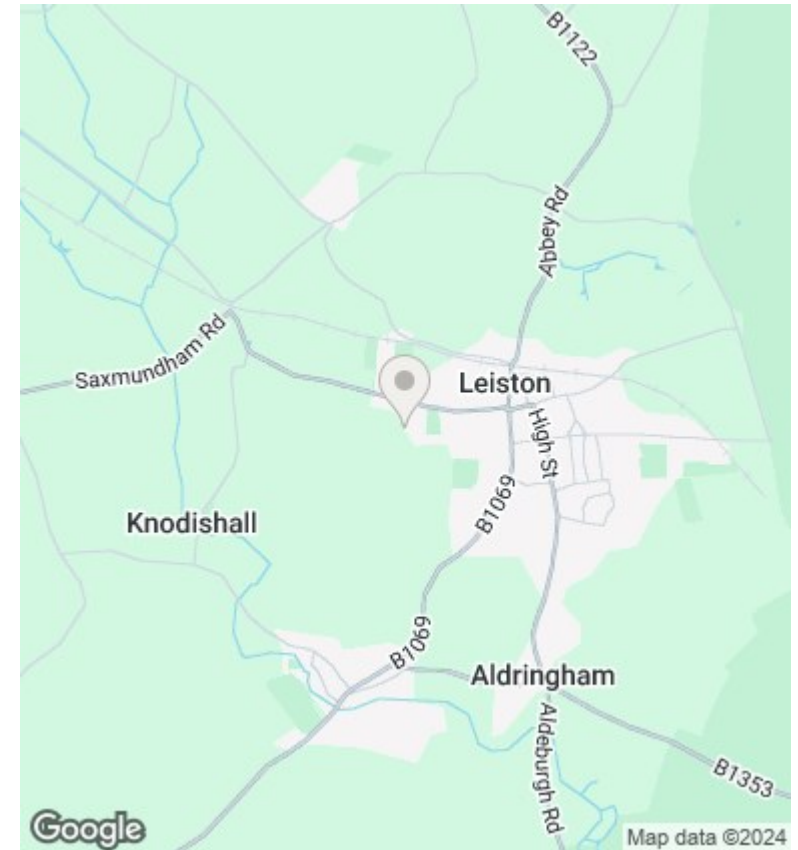 B1122
Abbey Rd
Saxmundham Rd
Leiston
High St
B1069
Knodishall
B1069
Aldringham
Aldeburgh Rd
B1353
Google
Map data ©2024